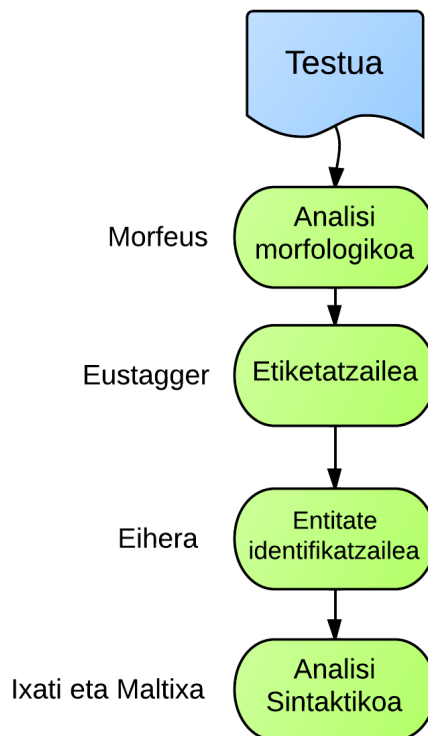 Testua
Morfeus
Analisi
morfologikoa
Eustagger
Etiketatzailea
Eihera
Entitate
identifikatzailea
Ixati eta Maltixa
Analisi
Sintaktikoa